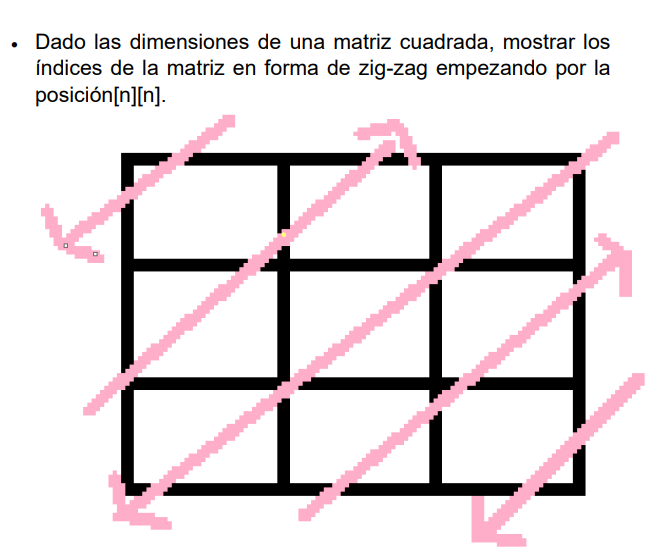 • Dado las dimensiones de una matriz cuadrada, mostrar los
índices de la matriz en forma de zig-zag empezando por la
posición[n][n].